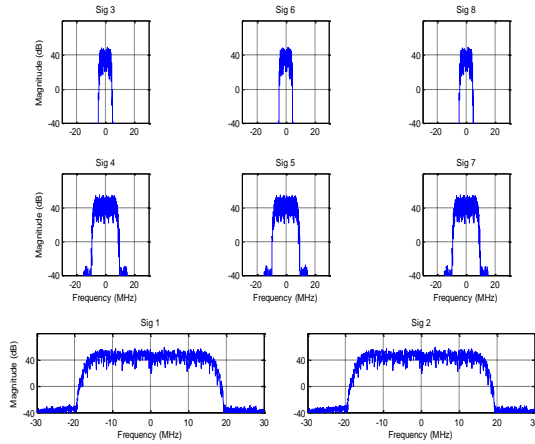 Sig 3 Sig 6 Sig 8
Magnitude (dB)
40 40 40
0 0 0
-40 -40 -40
-20 0 20 -20 0 20 -20 0 20
Sig 4 Sig 5 Sig 7
Magnitude (dB)
40 40 40
0 0 0
-40 -40 -40
-20 0 20 -20 0 20 -20 0 20
Frequency (MHz) Frequency (MHz) Frequency (MHz)
Sig 1 Sig 2
Magnitude (dB)
40 40
0 0
-40 -40
-30 -20 -10 0 10 20 30 -30 -20 -10 0 10 20 30
Frequency (MHz) Frequency (MHz)